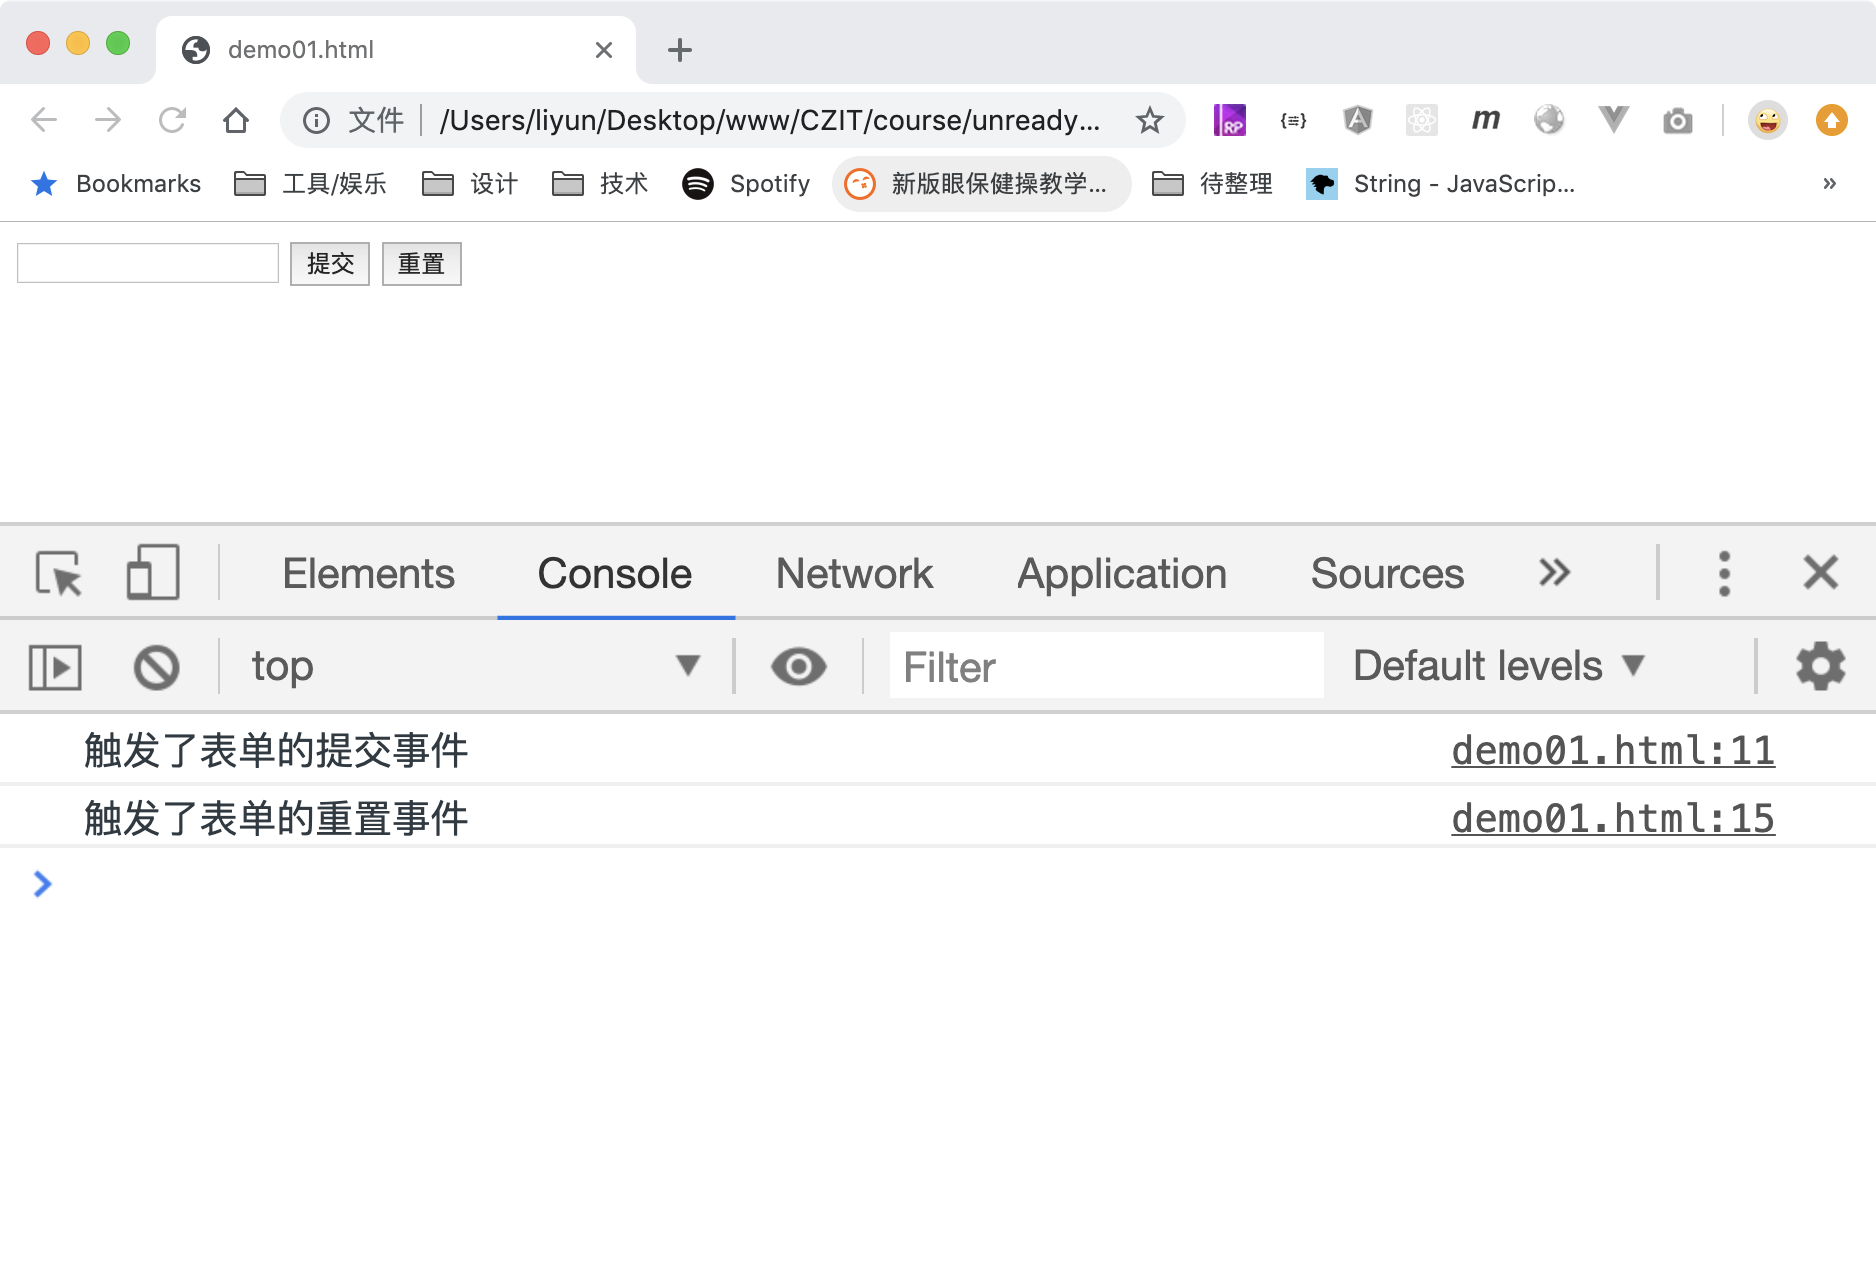 demo01.html
文件 /Users/liyun/Desktop/www/CZIT/course/unready... RP {≡} A m
Bookmarks 工具/娱乐 设计 技术 Spotify 新版眼保健操教学... 待整理 String - JavaScrip... »
提交 重置
Elements Console Network Application Sources »
top Filter Default levels
触发了表单的提交事件 demo01.html:11
触发了表单的重置事件 demo01.html:15